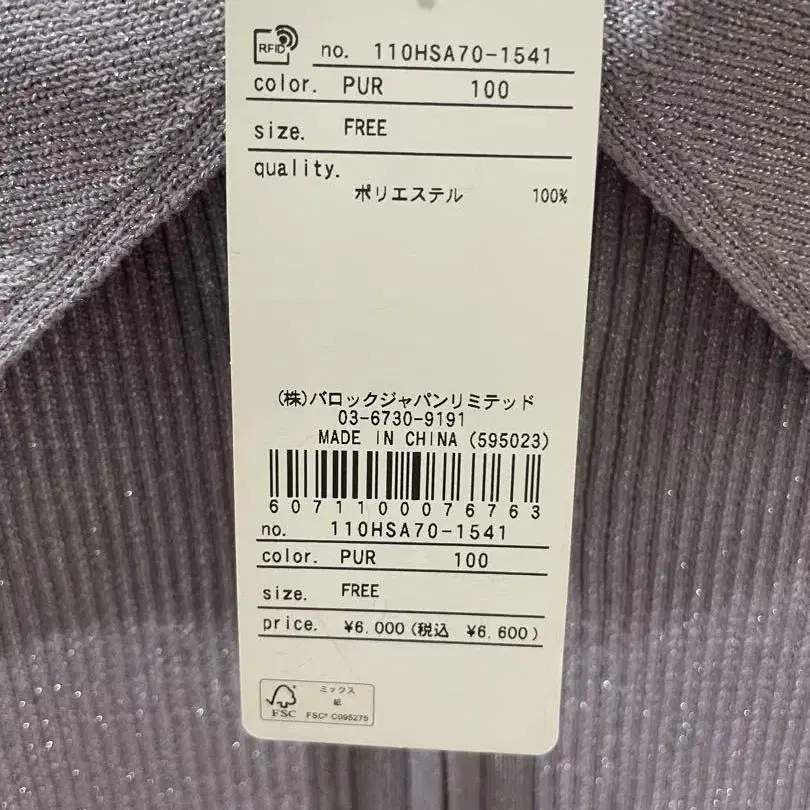 RFID
no. 110HSA70-1541
color. PUR 100
size. FREE
quality.
ポリエステル 100%
(株)バロックジャパンリミテッド
03-6730-9191
MADE IN CHINA (595023)
6071100076763
no. 110HSA70-1541
color. PUR 100
size. FREE
price. ¥6,000(税込 ¥6,600)
ミックス
紙
FSC
FSC® C095275